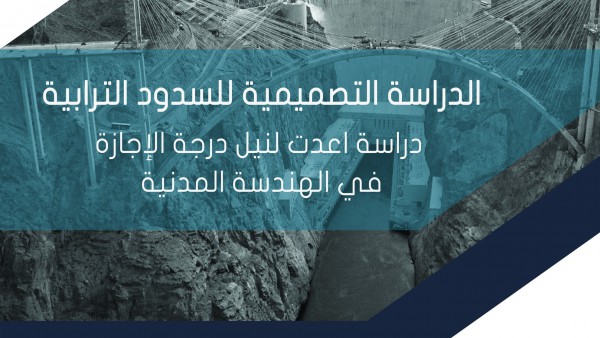 الدراسة التصميمية للسدود الترابية
دراسة اعدت لنيل درجة الإجازة
في الهندسة المدنية